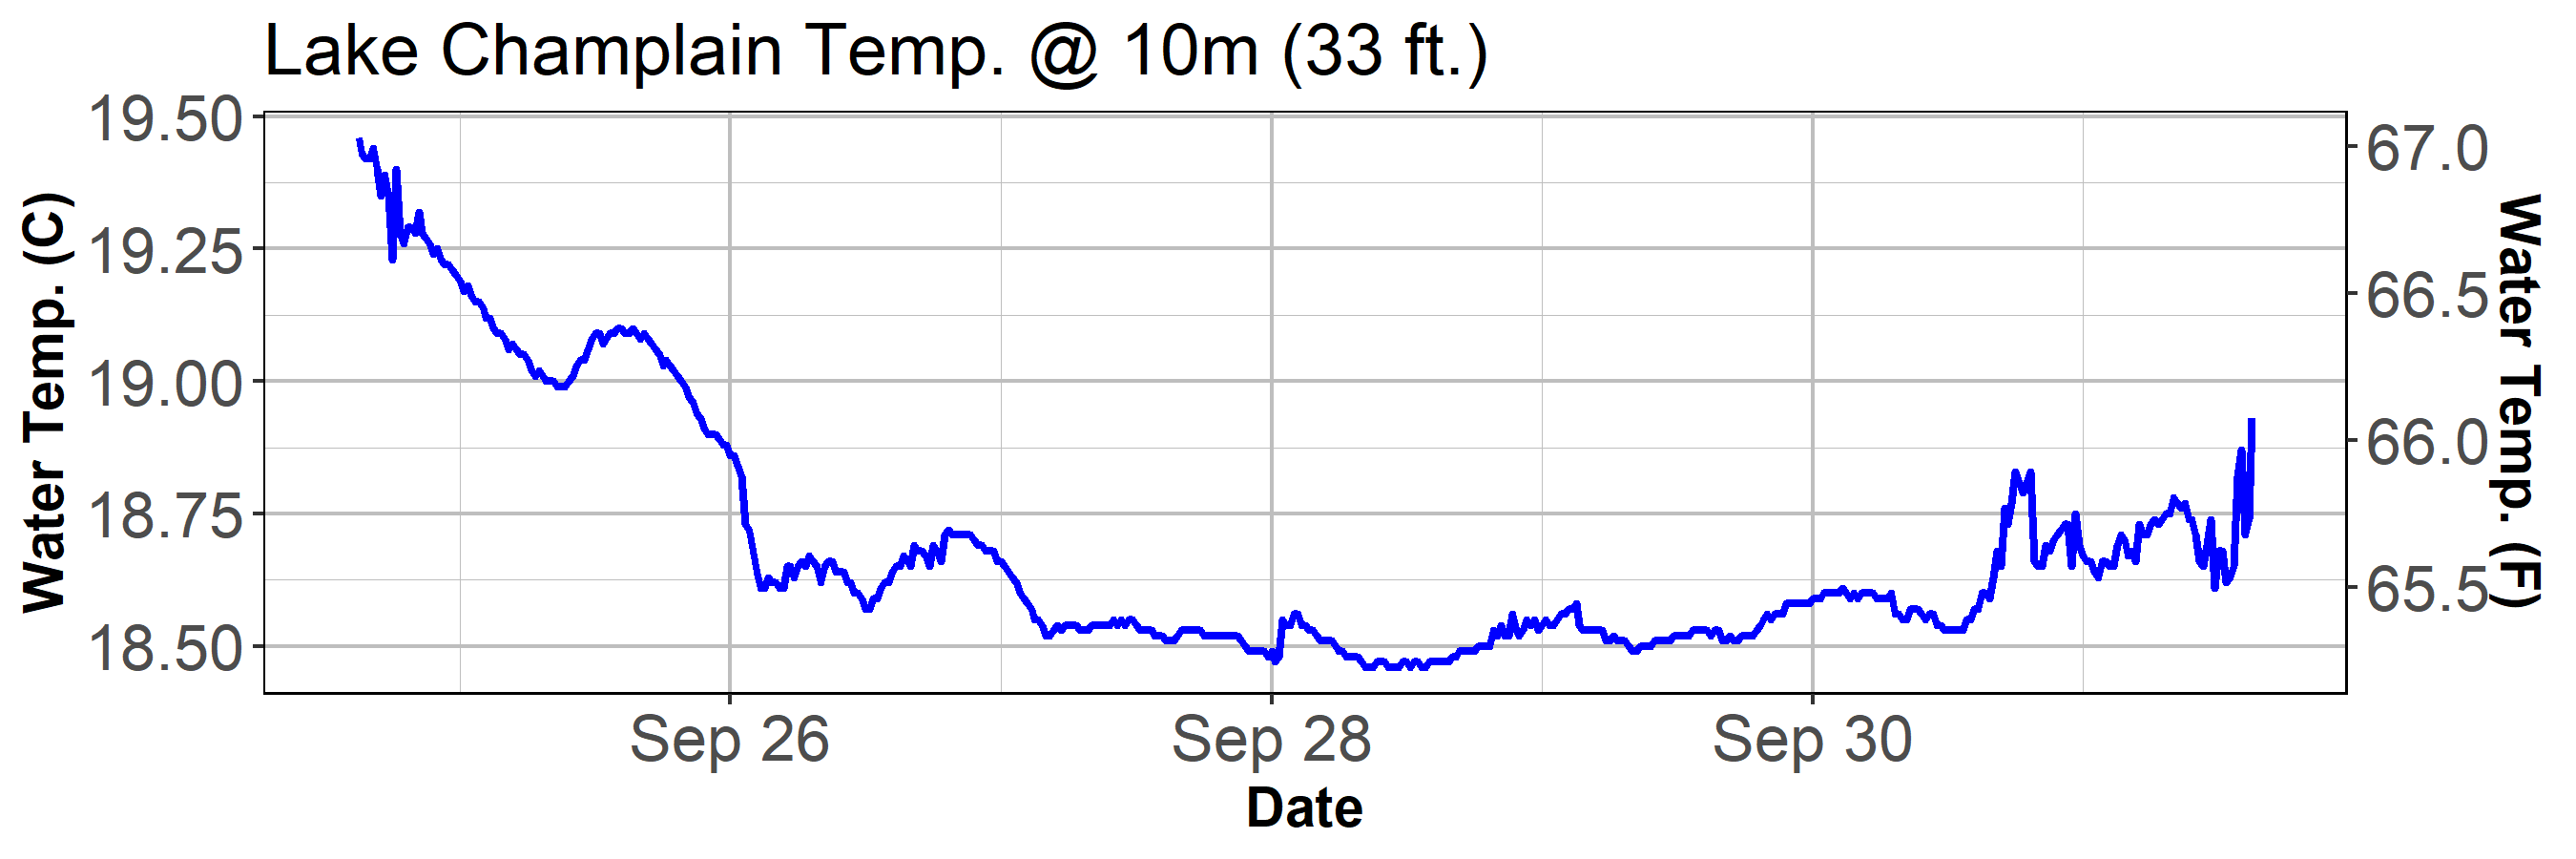 Lake Champlain Temp. @ 10m (33 ft.)
Water Temp. (C)
19.50
19.25
19.00
18.75
18.50
67.0
66.5
66.0
65.5
Water Temp. (F)
Sep 26
Sep 28
Sep 30
Date